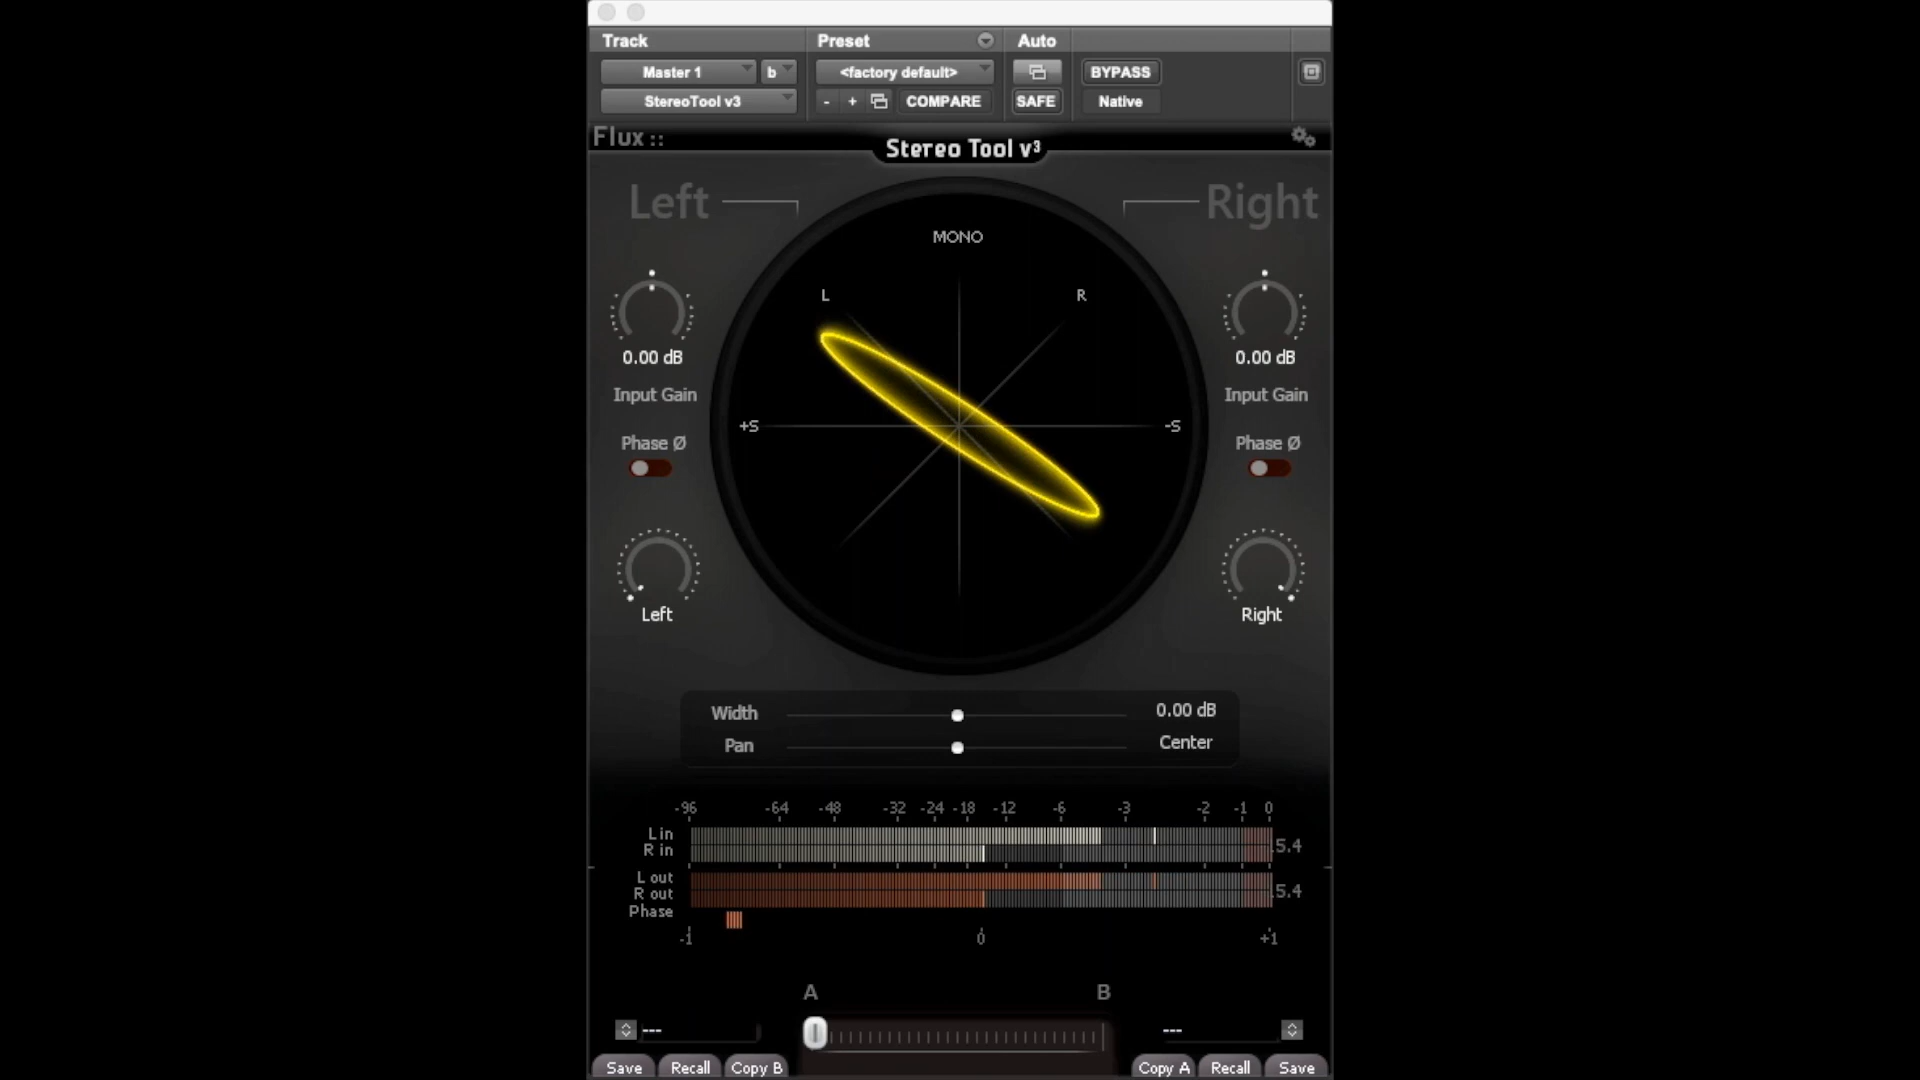 Track Preset Auto
Master 1 b <factory default> BYPASS
StereoTool v3 - + COMPARE SAFE Native
Flux ::
Stereo Tool v3
Left Right
MONO
L R
0.00 dB 0.00 dB
Input Gain Input Gain
+S -S
Phase Ø Phase Ø
Left Right
Width 0.00 dB
Pan Center
-96 -64 -48 -32 -24 -18 -12 -6 -3 -2 -1 0
L in
R in .5.4
L out
R out .5.4
Phase
-1 0 +1
A B
--- ---
Save Recall Copy B Copy A Recall Save